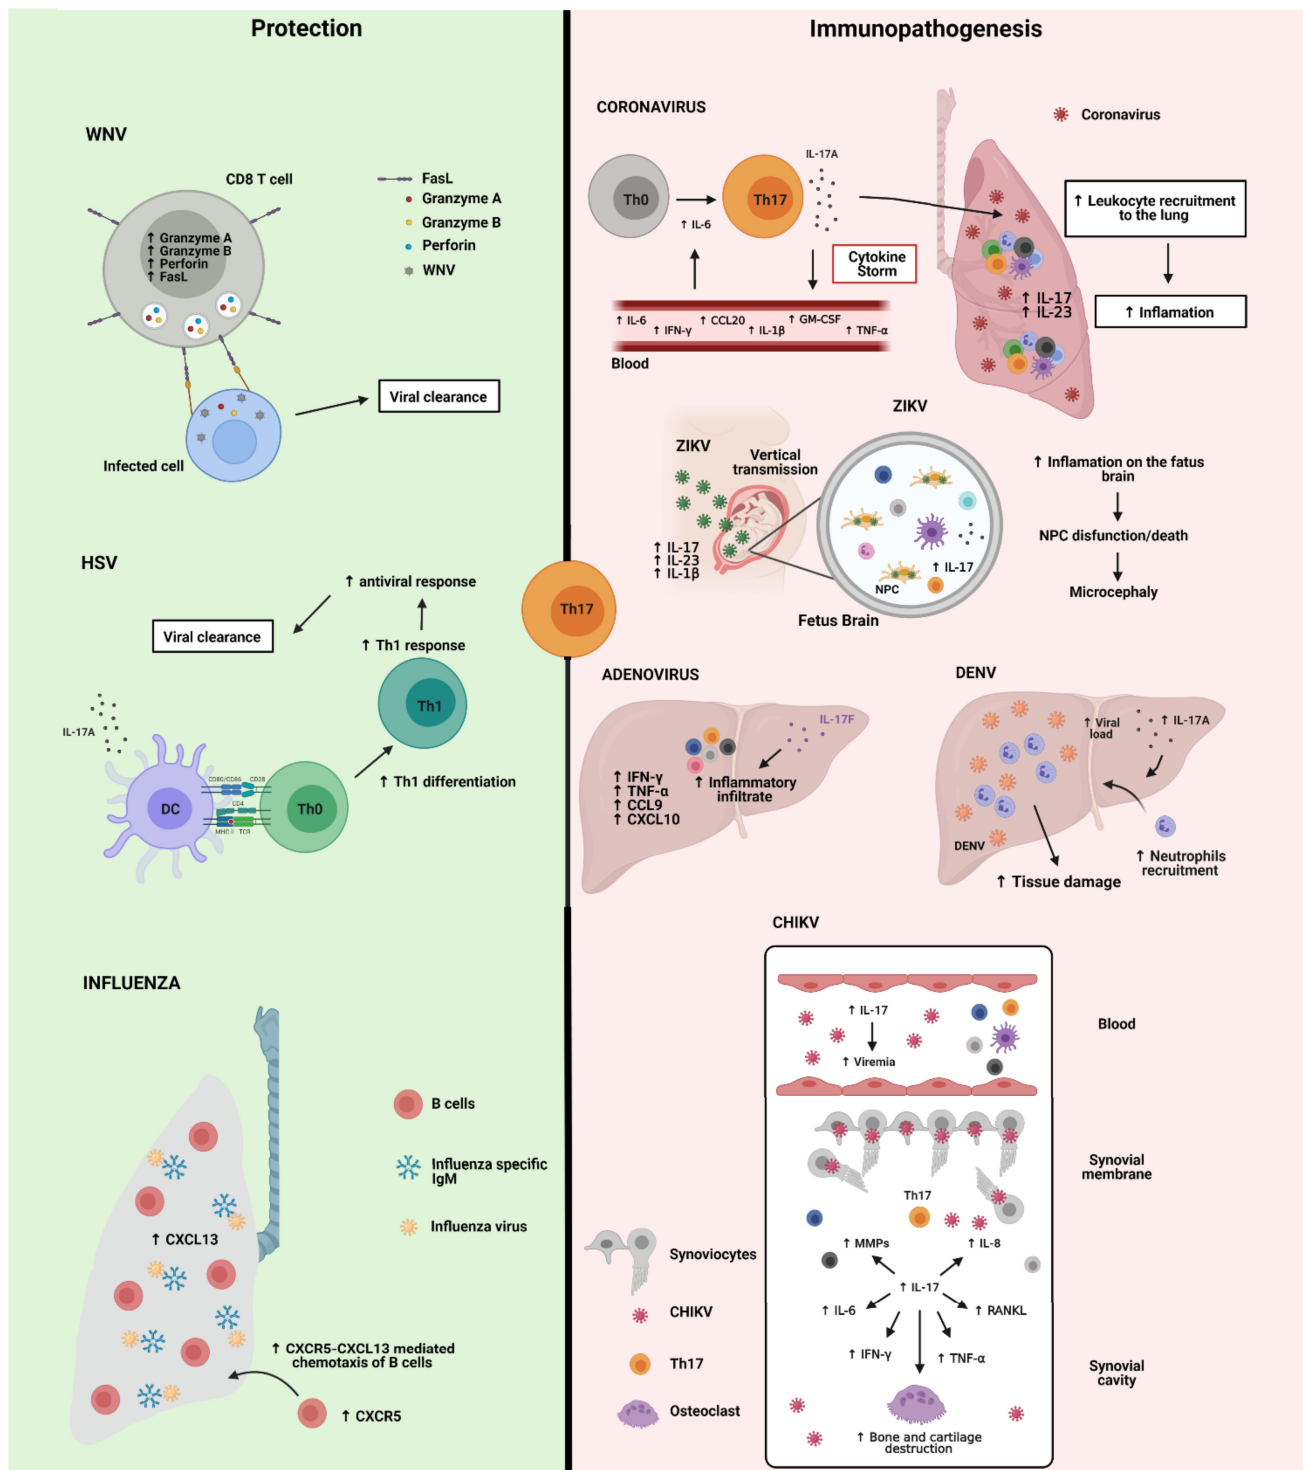 Protection
WNV
CD8 T cell
FasL
Granzyme A
Granzyme B
Perforin
WNV
↑ Granzyme A
↑ Granzyme B
↑ Perforin
↑ FasL
Viral clearance
Infected cell
HSV
↑ antiviral response
Viral clearance
↑ Th1 response
Th1
IL-17A
↑ Th1 differentiation
CD80/CD86
CD28
DC
CD4
Th0
MHC II
TCR
INFLUENZA
B cells
Influenza specific
IgM
Influenza virus
↑ CXCL13
↑ CXCR5-CXCL13 mediated
chemotaxis of B cells
↑ CXCR5
Th17
Immunopathogenesis
CORONAVIRUS
Coronavirus
IL-17A
Th0
Th17
↑ IL-6
↑ Leukocyte recruitment
to the lung
Cytokine
Storm
↑ IL-17
↑ IL-23
↑ Inflamation
↑ IL-6
↑ IFN-γ
↑ CCL20
↑ IL-1β
↑ GM-CSF
↑ TNF-α
Blood
ZIKV
ZIKV
Vertical
transmission
↑ IL-17
↑ IL-23
↑ IL-1β
↑ IL-17
NPC
Fetus Brain
↑ Inflamation on the fatus
brain
NPC disfunction/death
Microcephaly
ADENOVIRUS
IL-17F
↑ IFN-γ
↑ TNF-α
↑ CCL9
↑ CXCL10
↑ Inflammatory
infiltrate
DENV
↑ Viral
load
↑ IL-17A
DENV
↑ Neutrophils
recruitment
↑ Tissue damage
CHIKV
↑ IL-17
↑ Viremia
Blood
Synovial
membrane
Th17
↑ MMPs
↑ IL-8
↑ IL-17
↑ IL-6
↑ RANKL
↑ IFN-γ
↑ TNF-α
Synovial
cavity
↑ Bone and cartilage
destruction
Synoviocytes
CHIKV
Th17
Osteoclast